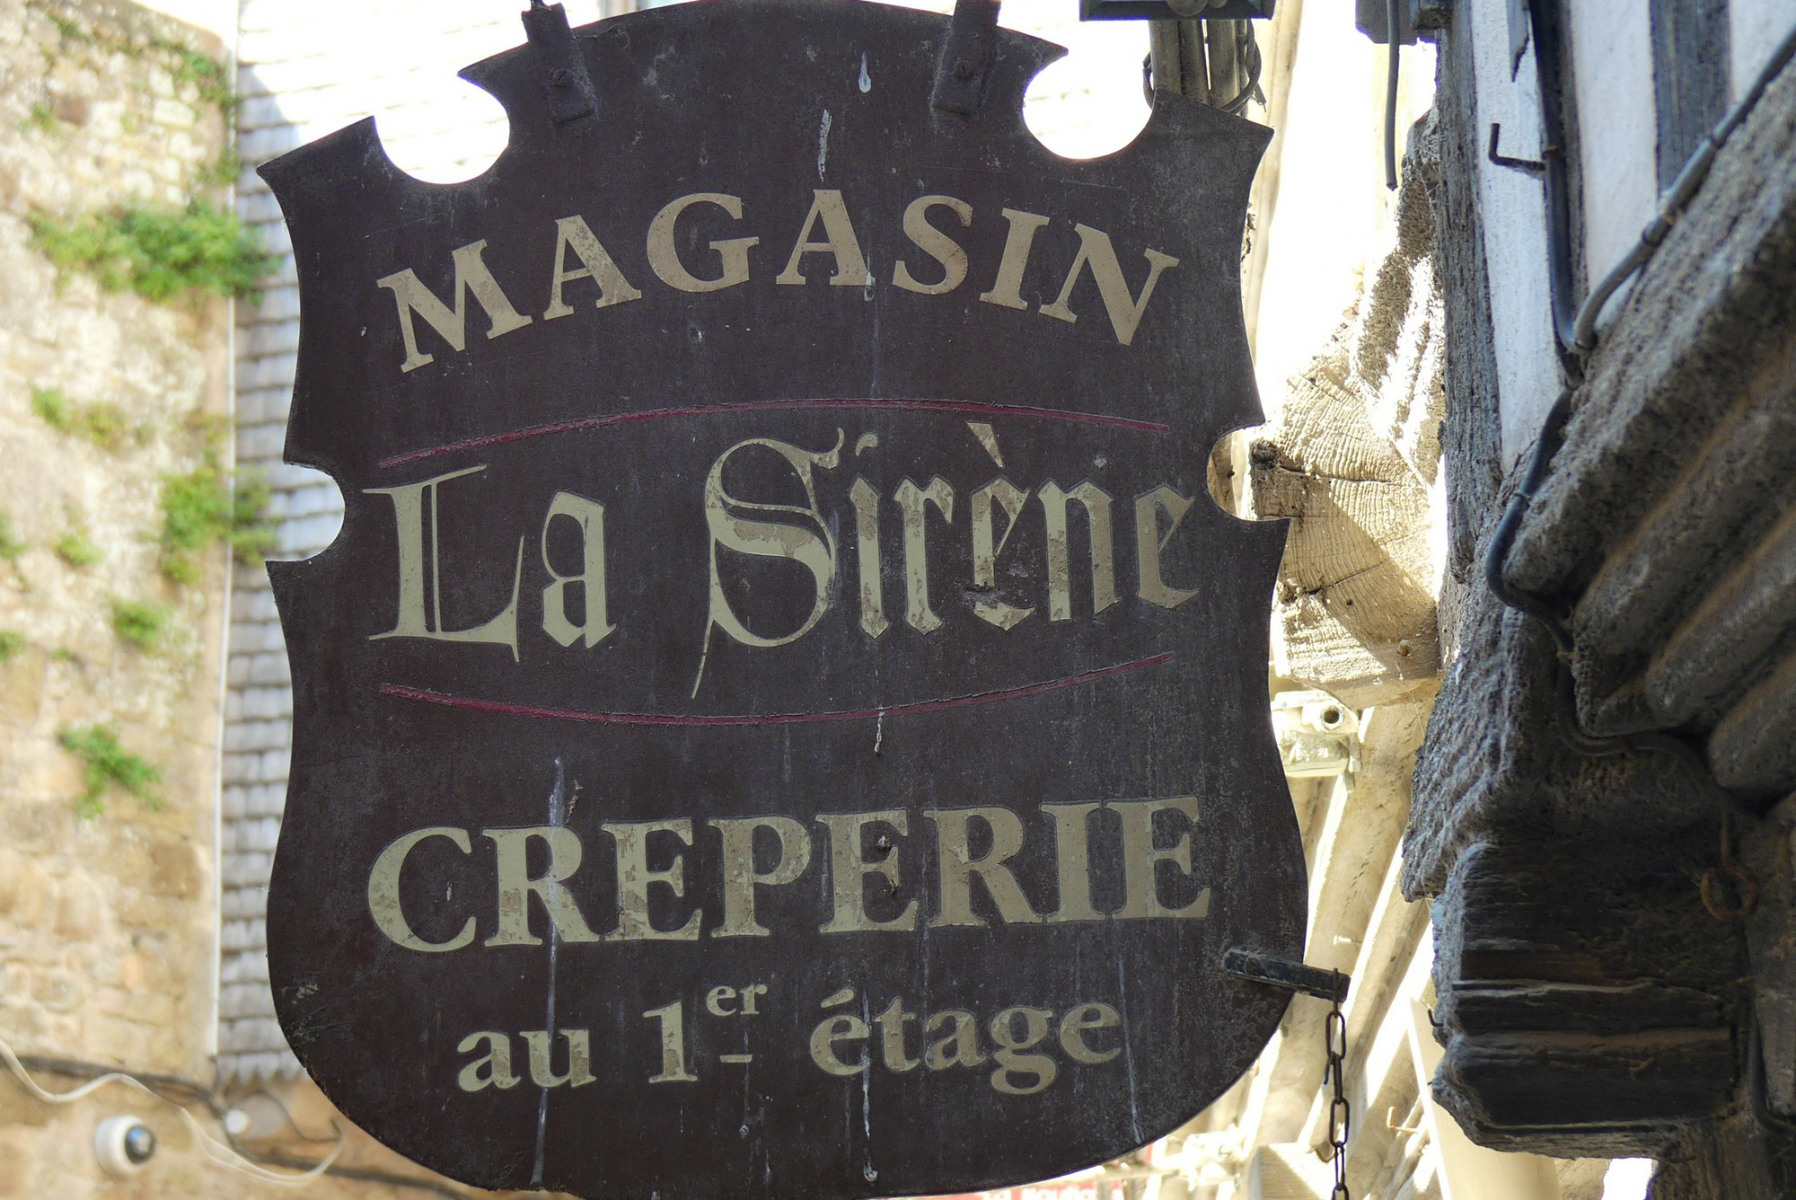 MAGASIN
La Sirène
CREPERIE
au 1er étage